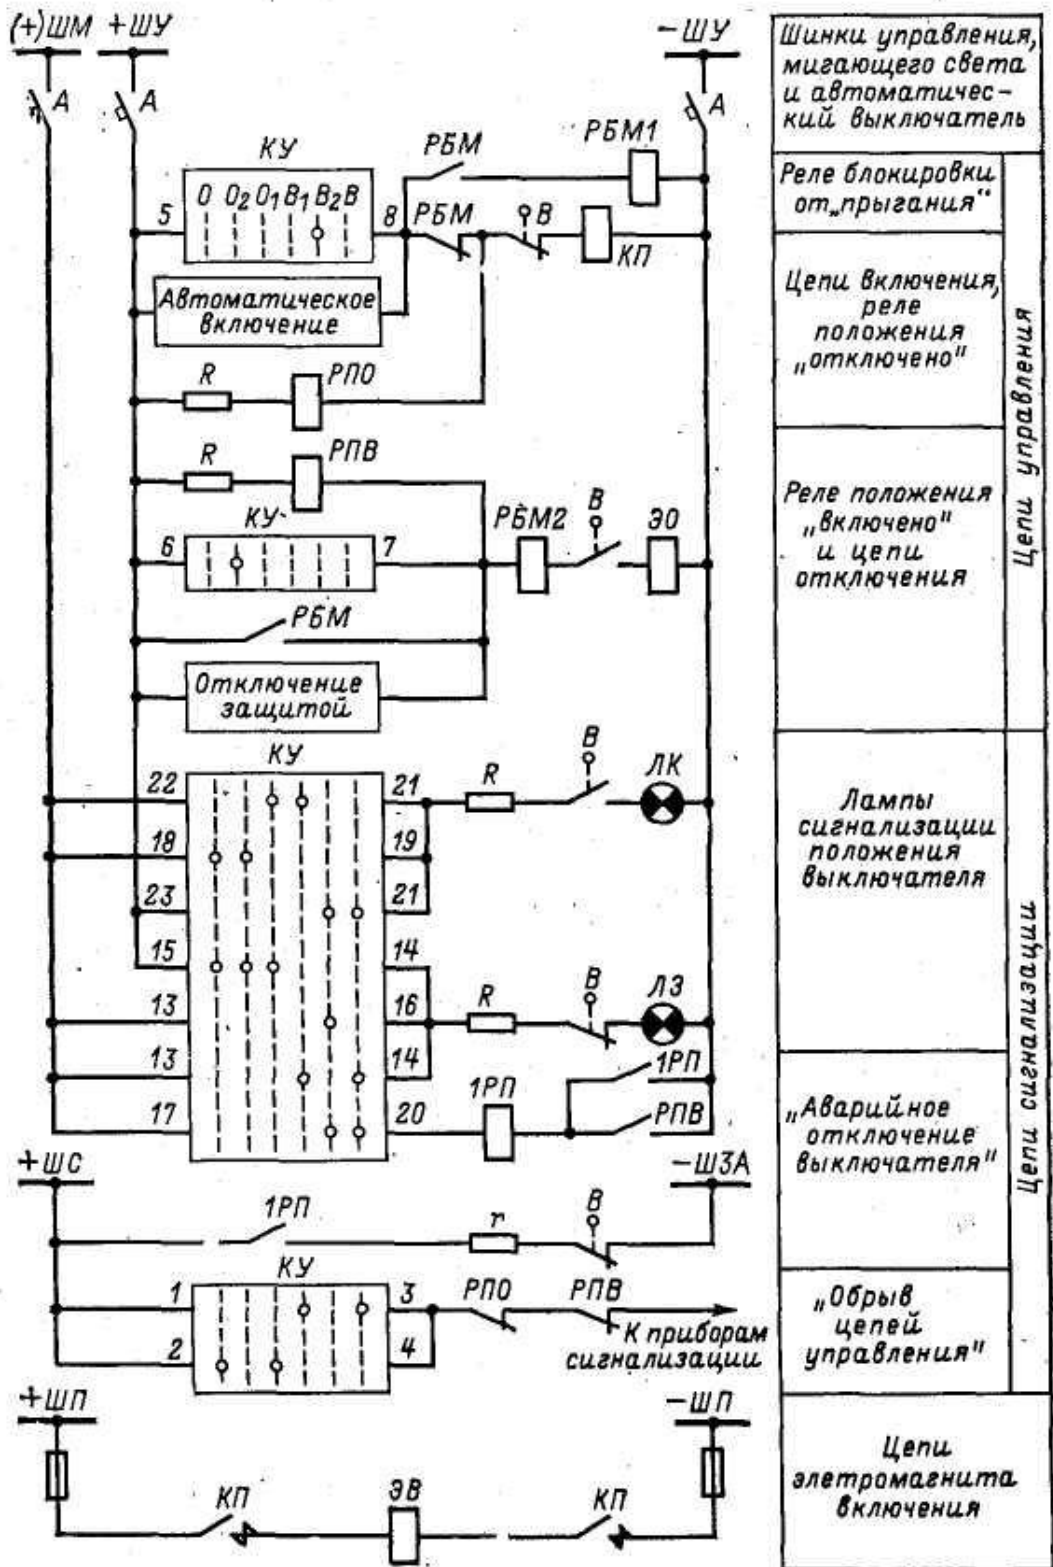 (+)ШМ +ШУ -ШУ
А А А
Шинки управления,
мигающего света
и автоматичес-
кий выключатель
КУ РБМ РБМ1
О О2 О1 В1 В2 В
5 8 РБМ В КП
Реле блокировки
от „прыгания"
Автоматическое
включение
Цепи включения,
реле
положения
„отключено"
R РПО
R РПВ
КУ РБМ2 В ЭО
6 7
РБМ
Реле положения
„включено"
и цепи
отключения
Цепи управления
Отключение
защитой
КУ
22 21 R В ЛК
18 19
23 21
15 14
13 16 R В ЛЗ
13 14 1РП
17 20 1РП РПВ
Лампы
сигнализации
положения
выключателя
„Аварийное
отключение
выключателя"
Цепи сигнализации
+ШС -ШЗА
1РП r В
КУ
1 3 РПО РПВ
2 4
К приборам
сигнализации
„Обрыв
цепей
управления"
+ШП -ШП
КП ЭВ КП
Цепи
элетромагнита
включения